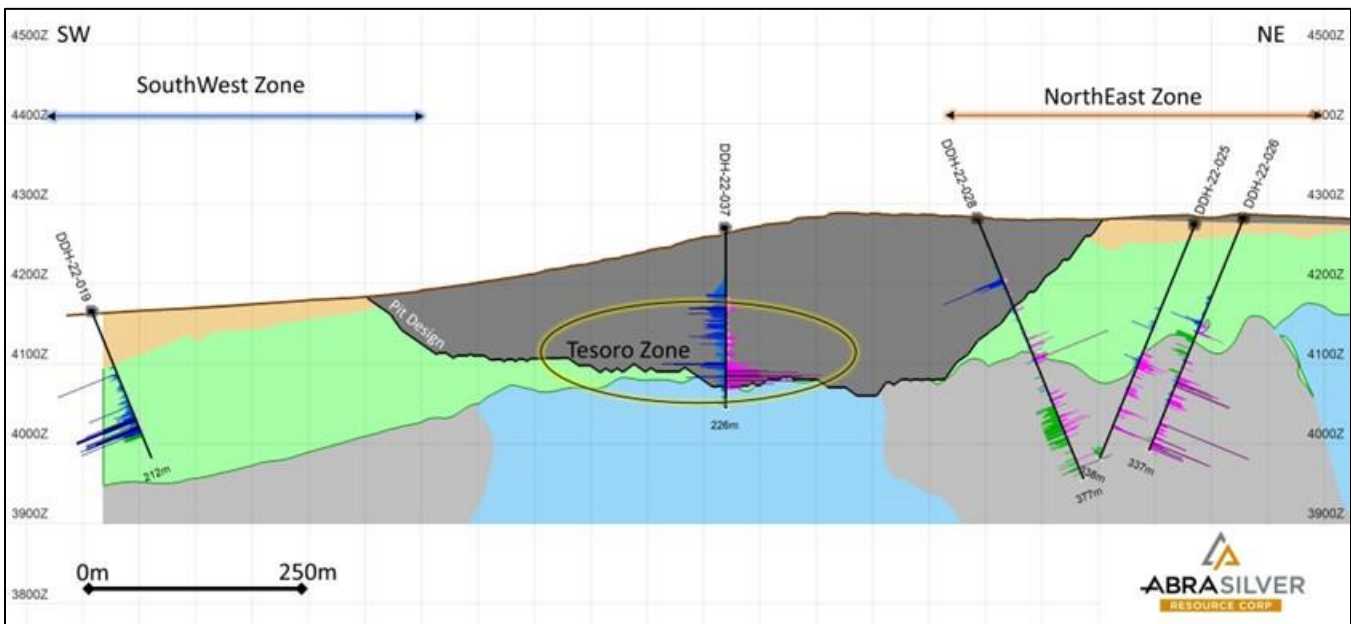 4500Z SW NE 4500Z
SouthWest Zone NorthEast Zone
4400Z 4400Z
DDH-22-037 DDH-22-028 DDH-22-025 DDH-22-026
4300Z 4300Z
DDH-22-019
4200Z 4200Z
Pit Design
Tesoro Zone
4100Z 4100Z
226m
4000Z 4000Z
212m 337m
377m
3900Z 3900Z
0m 250m
ABRASILVER
RESOURCE CORP
3800Z